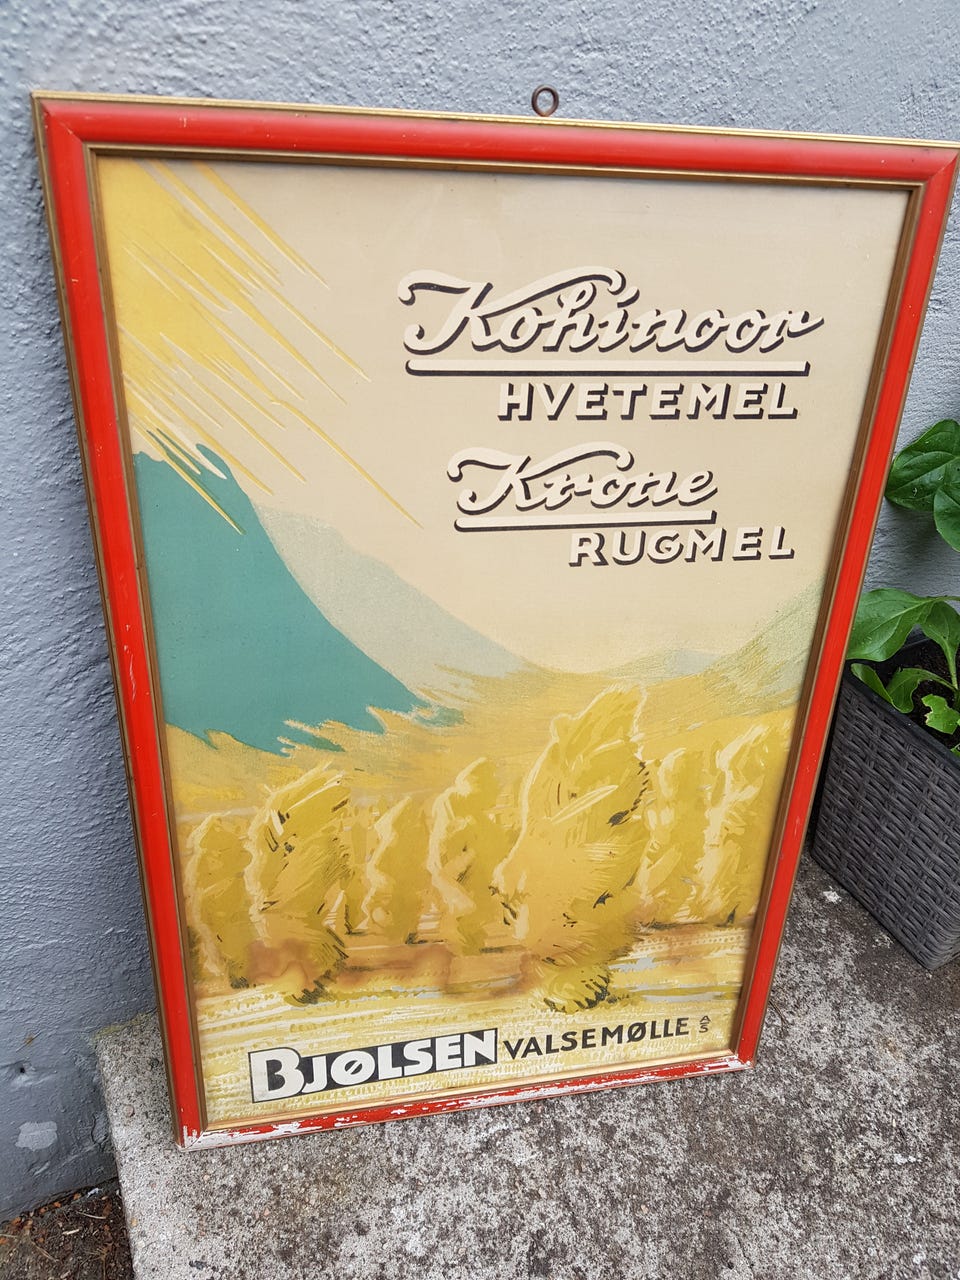 Kohinoor
HVETEMEL
Krone
RUGMEL
BJØLSEN VALSEMØLLE A/S